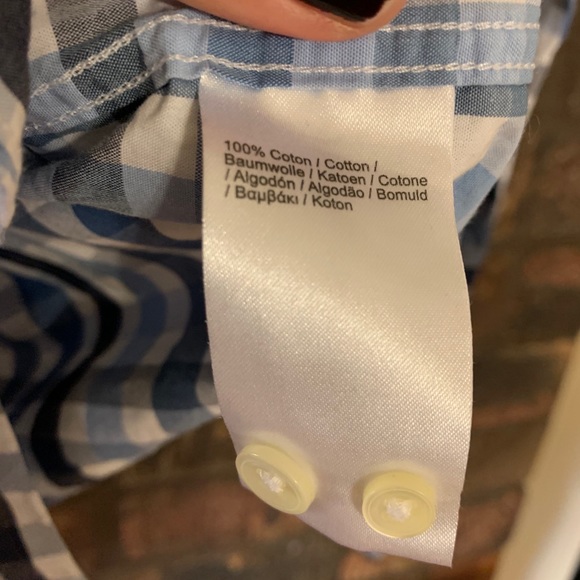 100% Coton / Cotton /
Baumwolle / Katoen / Cotone
/ Algodón / Algodão / Bomuld
/ Βαμβάκι / Koton